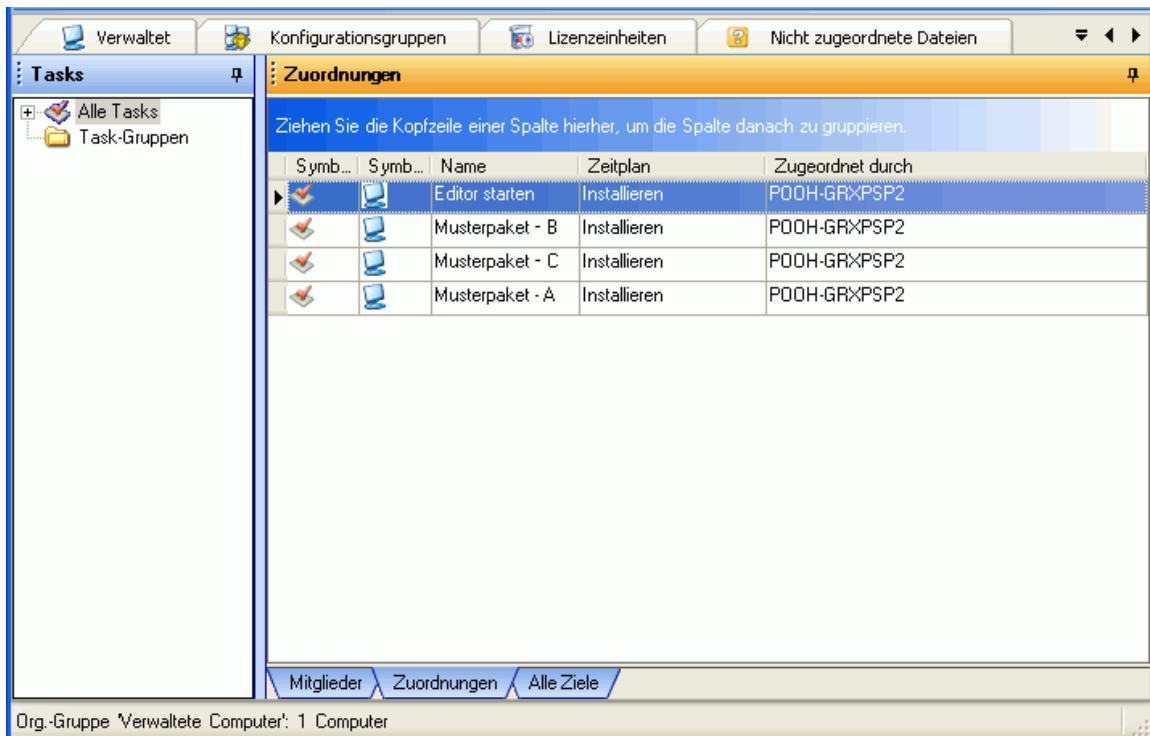 Verwaltet Konfigurationsgruppen Lizenzeinheiten Nicht zugeordnete Dateien
Tasks
Alle Tasks
Task-Gruppen
Zuordnungen
Ziehen Sie die Kopfzeile einer Spalte hierher, um die Spalte danach zu gruppieren.
Symb... Symb... Name Zeitplan Zugeordnet durch
Editor starten Installieren POOH-GRXPSP2
Musterpaket - B Installieren POOH-GRXPSP2
Musterpaket - C Installieren POOH-GRXPSP2
Musterpaket - A Installieren POOH-GRXPSP2
Mitglieder Zuordnungen Alle Ziele
Org.-Gruppe 'Verwaltete Computer': 1 Computer